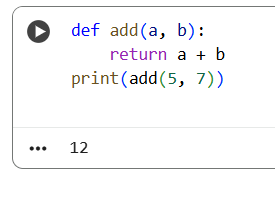 def add(a, b):
    return a + b
print(add(5, 7))
12